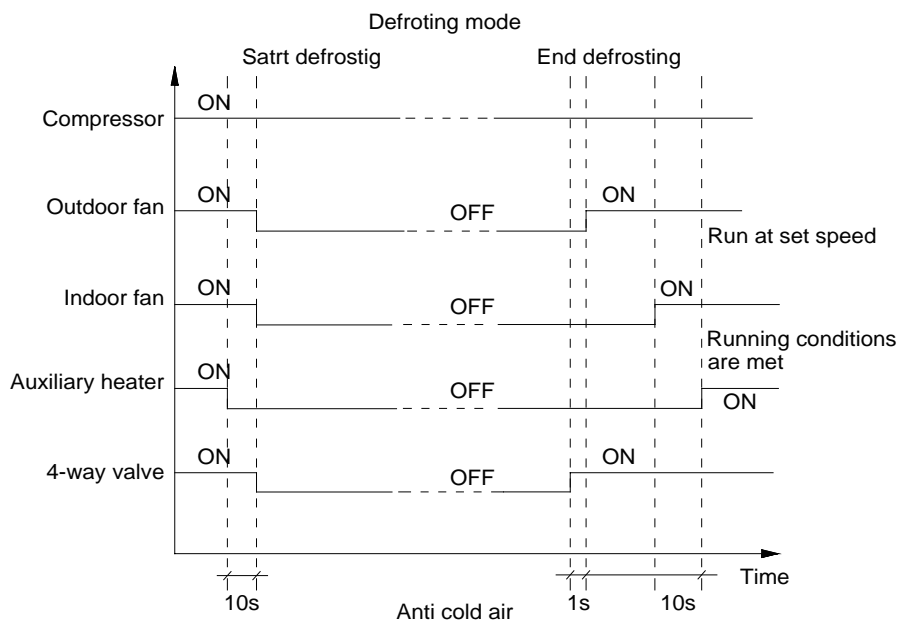 Defroting mode
Satrt defrostig
End defrosting
ON
Compressor
ON
ON
Outdoor fan
OFF
Run at set speed
ON
ON
Indoor fan
OFF
Running conditions
are met
ON
Auxiliary heater
OFF
ON
ON
ON
4-way valve
OFF
Time
10s
Anti cold air
1s
10s